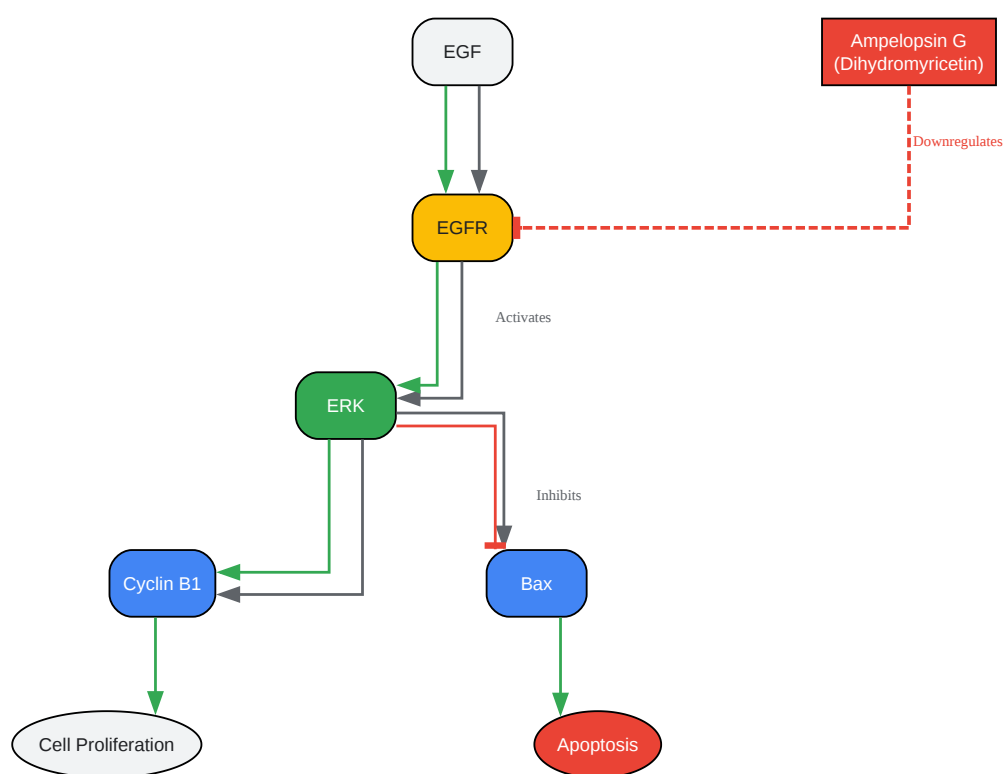 EGF
Ampelopsin G
(Dihydromyricetin)
Downregulates
EGFR
Activates
ERK
Inhibits
Cyclin B1
Bax
Cell Proliferation
Apoptosis